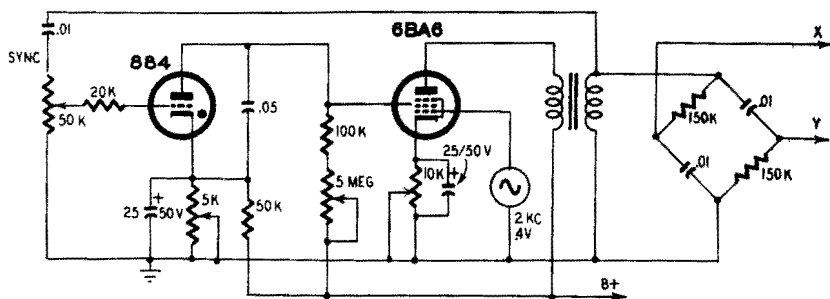 .01
SYNC
50 K
20K
884
.05
25
+
50V
5K
50K
100K
5 MEG
6BA6
10K
+
25/50 V
2 KC
.4V
B+
X
Y
150K
.01
.01
150K